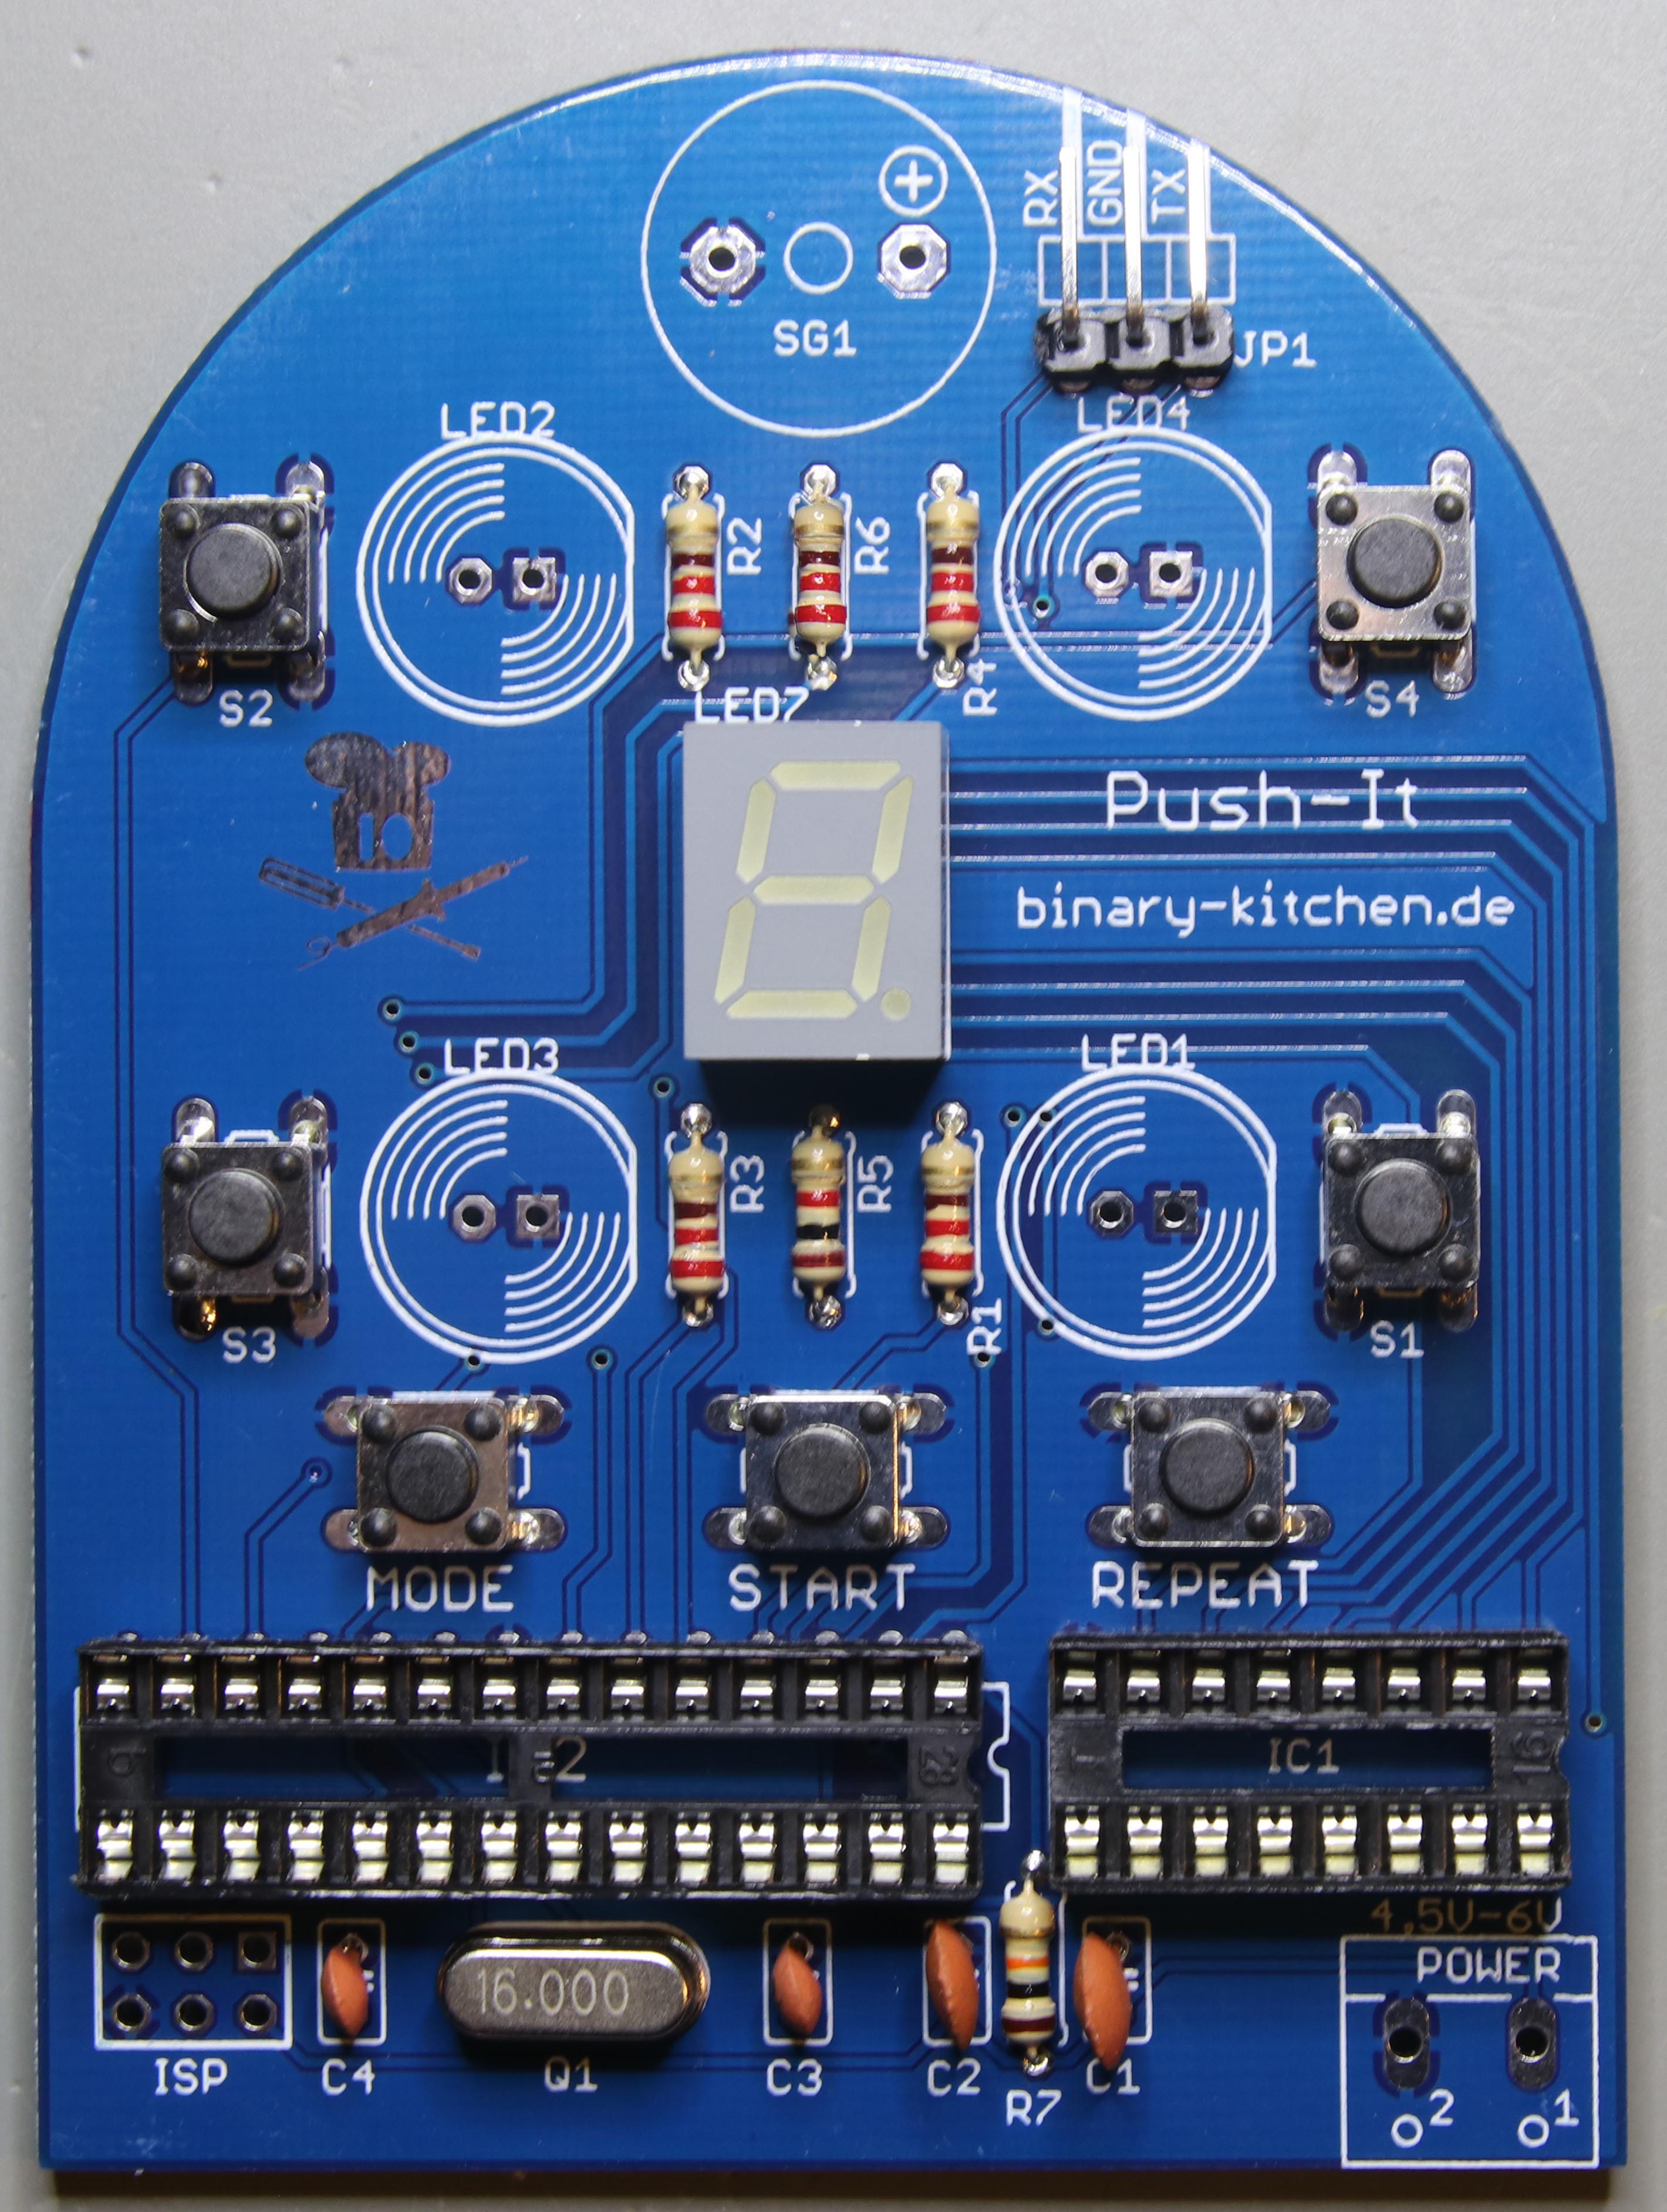 RX
GND
TX
SG1
JP1
LED2
LED4
R2
R6
R4
S2
S4
LED7
Push-It
binary-kitchen.de
LED3
LED1
R3
R5
R1
S3
S1
MODE
START
REPEAT
28
IC1
16
4,5V-6V
POWER
16.000
ISP
C4
Q1
C3
C2
R7
C1
2
1